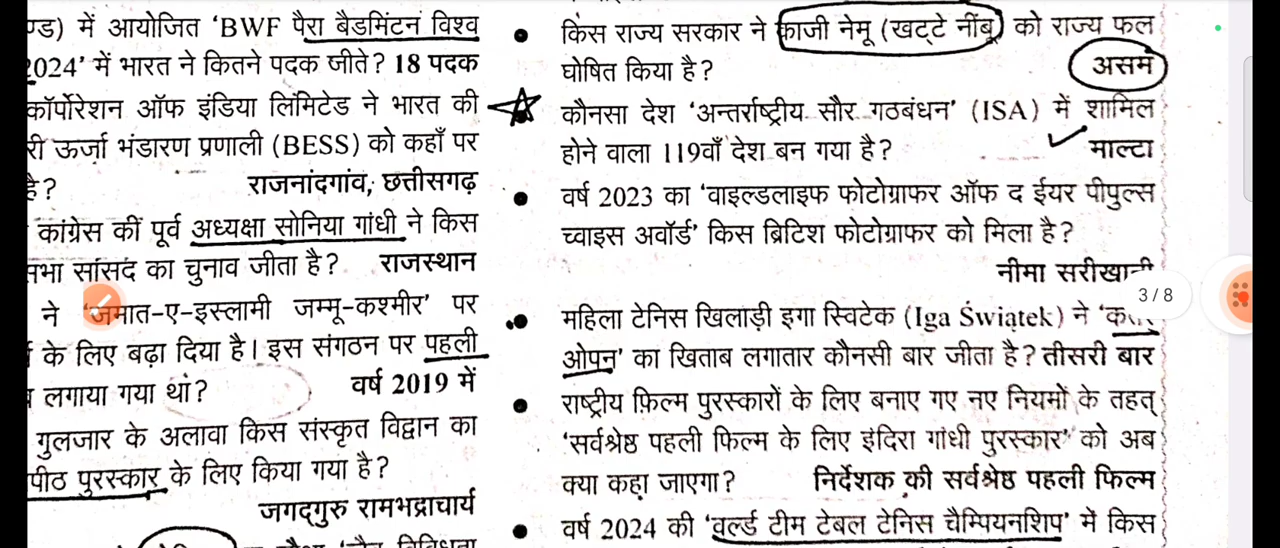 में आयोजित 'BWF पैरा बैडमिंटन विश्व
2024' में भारत ने कितने पदक जीते? 18 पदक
कॉर्पोरेशन ऑफ इंडिया लिमिटेड ने भारत की
ऊर्जा भंडारण प्रणाली (BESS) को कहाँ पर
है? राजनांदगांव, छत्तीसगढ़
कांग्रेस की पूर्व अध्यक्षा सोनिया गांधी ने किस
सांसद का चुनाव जीता है? राजस्थान
ने 'जमात-ए-इस्लामी जम्मू-कश्मीर' पर
के लिए बढ़ा दिया है। इस संगठन पर पहली
लगाया गया था? वर्ष 2019 में
गुलजार के अलावा किस संस्कृत विद्वान का
पुरस्कार के लिए किया गया है?
जगद्गुरु रामभद्राचार्य
• किस राज्य सरकार ने काजी नेमू (खट्टे नींबू) को राज्य फल
घोषित किया है? असम
कौनसा देश 'अन्तर्राष्ट्रीय सौर गठबंधन' (ISA) में शामिल
होने वाला 119वाँ देश बन गया है? माल्टा
• वर्ष 2023 का 'वाइल्डलाइफ फोटोग्राफर ऑफ द ईयर पीपुल्स
च्वाइस अवॉर्ड' किस ब्रिटिश फोटोग्राफर को मिला है?
नीमा सरीखानी
3/8
• महिला टेनिस खिलाड़ी इगा स्विटेक (Iga Świątek) ने 'कतर
ओपन' का खिताब लगातार कौनसी बार जीता है? तीसरी बार
• राष्ट्रीय फ़िल्म पुरस्कारों के लिए बनाए गए नए नियमों के तहत्
'सर्वश्रेष्ठ पहली फिल्म के लिए इंदिरा गांधी पुरस्कार' को अब
क्या कहा जाएगा? निर्देशक की सर्वश्रेष्ठ पहली फिल्म
• वर्ष 2024 की 'वर्ल्ड टीम टेबल टेनिस चैम्पियनशिप' में किस